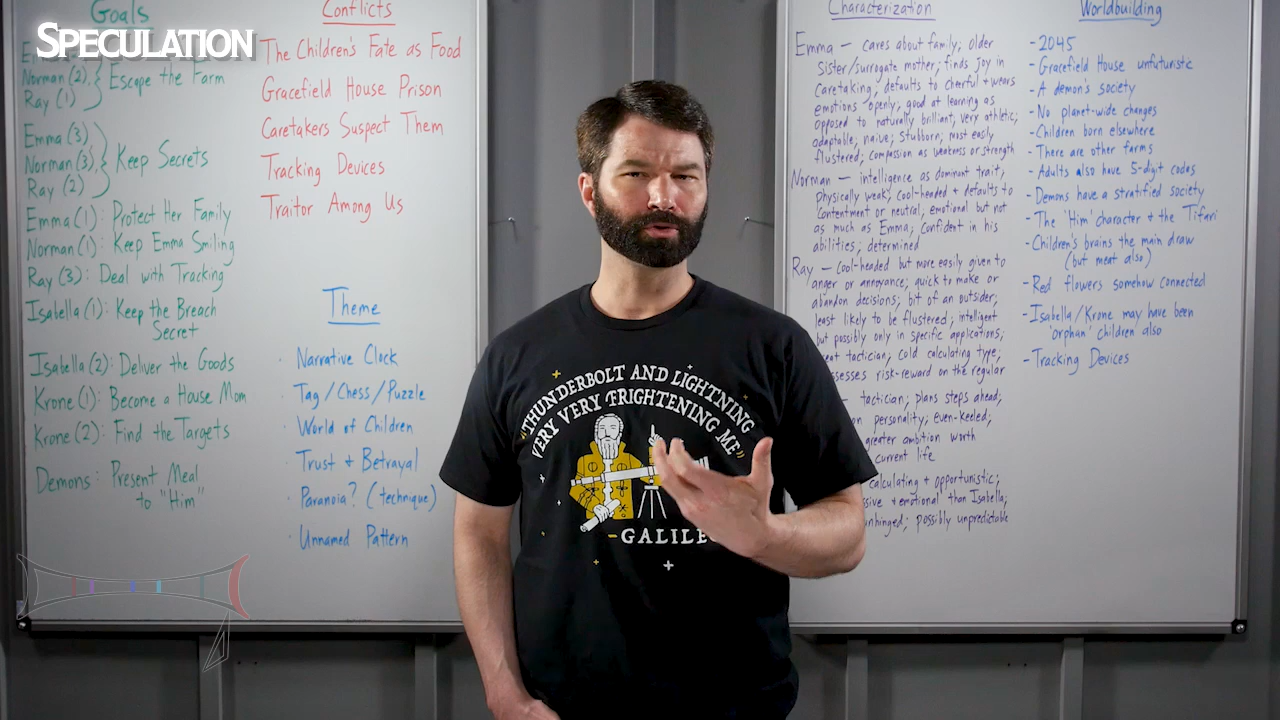 SPECULATION
Goals
Norman (2),
Ray (1)
Escape the Farm
Emma (3),
Norman (3),
Ray (2)
Keep Secrets
Emma (1): Protect Her Family
Norman (1): Keep Emma Smiling
Ray (3): Deal with Tracking
Isabella (1): Keep the Breach
Secret
Isabella (2): Deliver the Goods
Krone (1): Become a House Mom
Krone (2): Find the Targets
Demons: Present Meal
to "Him"
Conflicts
The Children's Fate as Food
Gracefield House Prison
Caretakers Suspect Them
Tracking Devices
Traitor Among Us
Theme
· Narrative Clock
· Tag/Chess/Puzzle
· World of Children
· Trust + Betrayal
· Paranoia? (technique)
· Unnamed Pattern
"THUNDERBOLT AND LIGHTNING
VERY VERY FRIGHTENING ME"
-GALILEO
Characterization
Emma — cares about family; older
sister/surrogate mother; finds joy in
caretaking; defaults to cheerful + wears
emotions openly; good at learning as
opposed to naturally brilliant; very athletic;
adaptable; naive; stubborn; most easily
flustered; compassion as weakness or strength
Norman — intelligence as dominant trait,
physically weak; cool-headed + defaults to
contentment or neutral, emotional but not
as much as Emma; confident in his
abilities; determined
Ray — cool-headed but more easily given to
anger or annoyance; quick to make or
abandon decisions; bit of an outsider;
least likely to be flustered; intelligent
but possibly only in specific applications;
tactician; cold calculating type;
risk-reward on the regular
tactician; plans steps ahead;
personality; even-keeled;
greater ambition worth
current life
calculating + opportunistic;
+ emotional than Isabella;
possibly unpredictable
Worldbuilding
- 2045
- Gracefield House unfuturistic
- A demon's society
- No planet-wide changes
- Children born elsewhere
- There are other farms
- Adults also have 5-digit codes
- Demons have a stratified society
- The 'Him' character + the Tifari
- Children's brains the main draw
(but meat also)
- Red flowers somehow connected
- Isabella/Krone may have been
'orphan' children also
- Tracking Devices